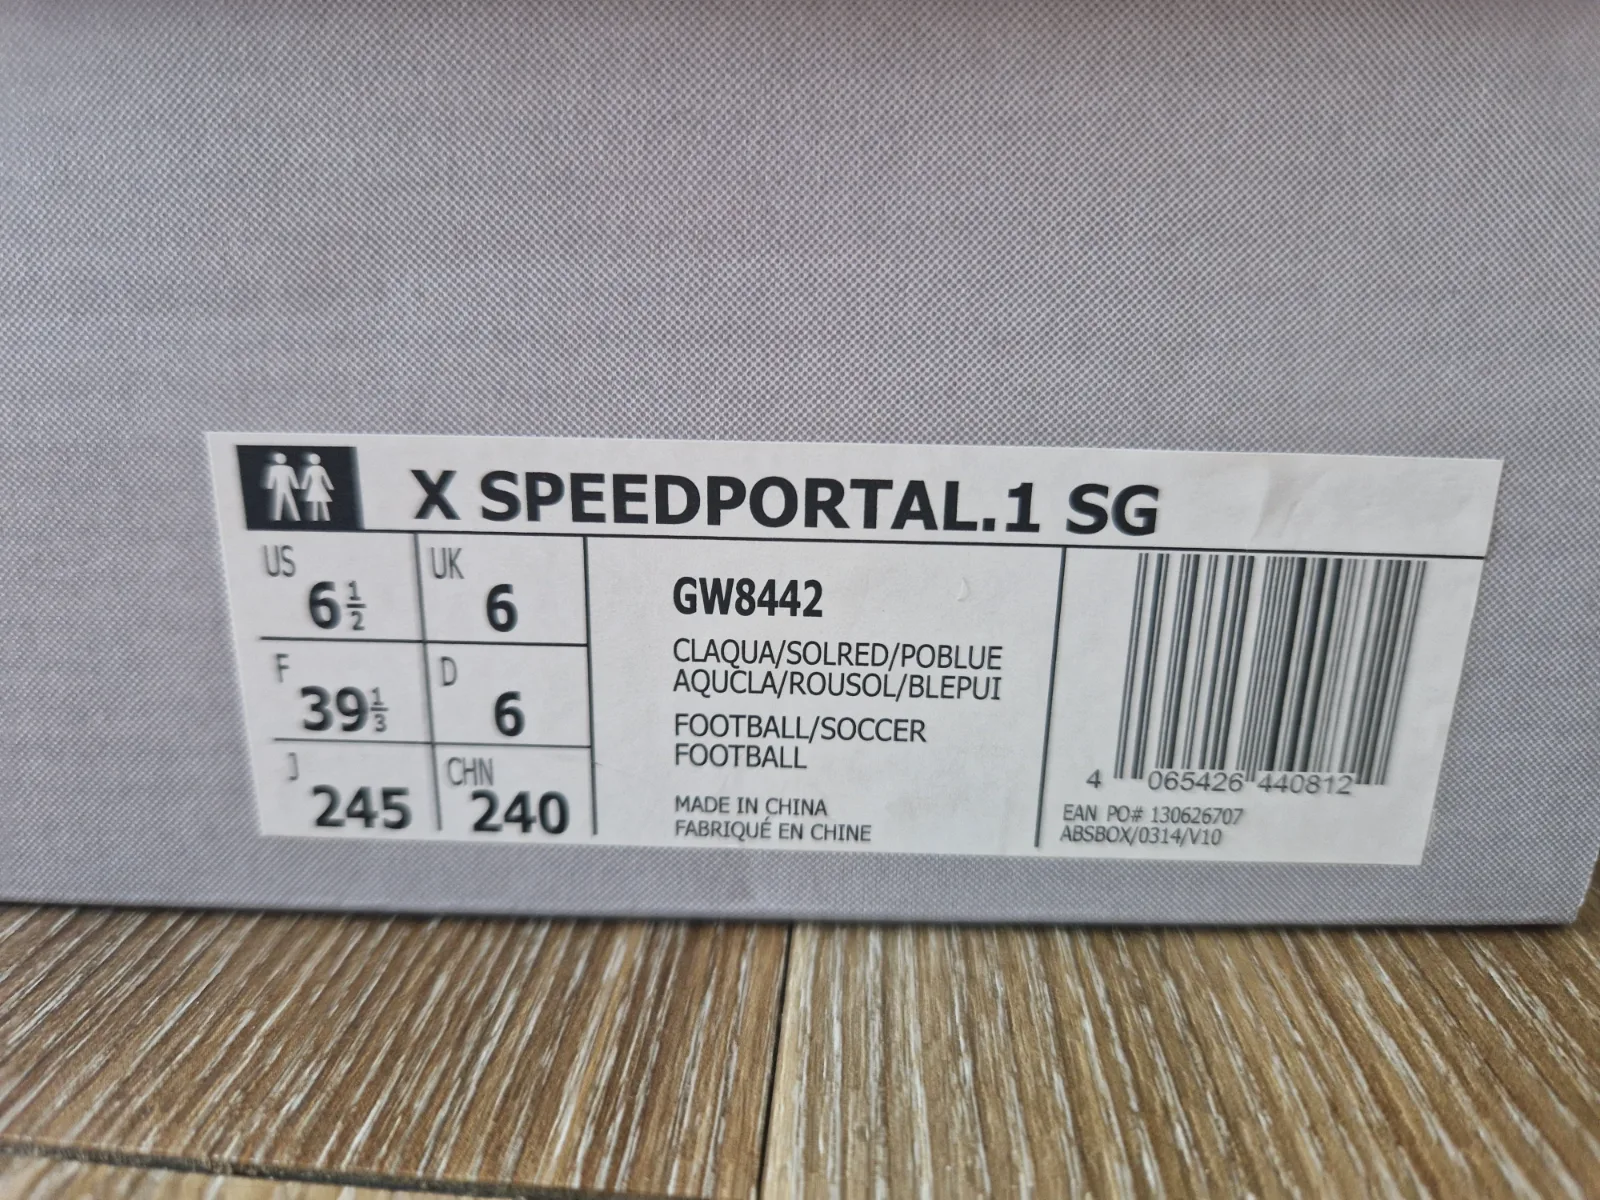 X SPEEDPORTAL.1 SG
US
6 1/2
UK
6
F
39 1/3
D
6
J
245
CHN
240
GW8442
CLAQUA/SOLRED/POBLUE
AQUCLA/ROUSOL/BLEPUI
FOOTBALL/SOCCER
FOOTBALL
MADE IN CHINA
FABRIQUÉ EN CHINE
4 065426 440812
EAN PO# 130626707
ABSBOX/0314/V10